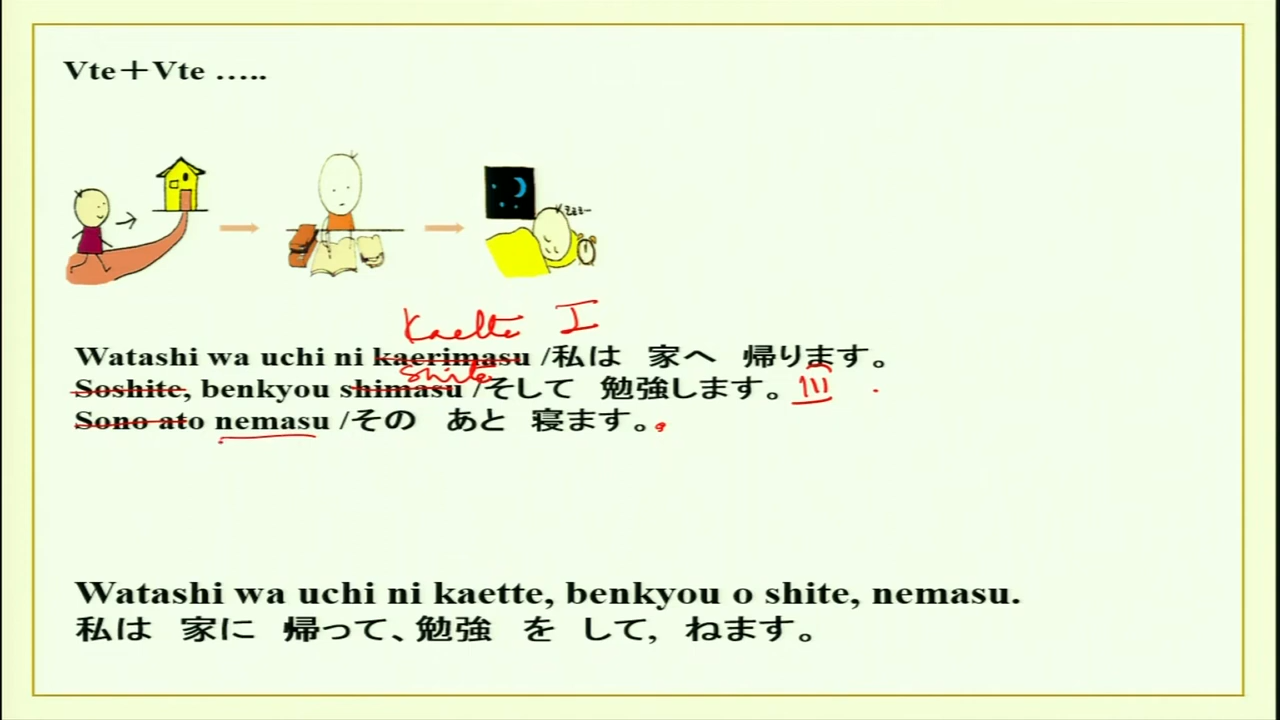 Vte＋Vte …..
Zzz~
Kaette I
Watashi wa uchi ni kaerimasu /私は　家へ　帰ります。
shite
Soshite, benkyou shimasu /そして　勉強します。 III
Sono ato nemasu /その　あと　寝ます。
Watashi wa uchi ni kaette, benkyou o shite, nemasu.
私は　家に　帰って、勉強　を　して,　ねます。